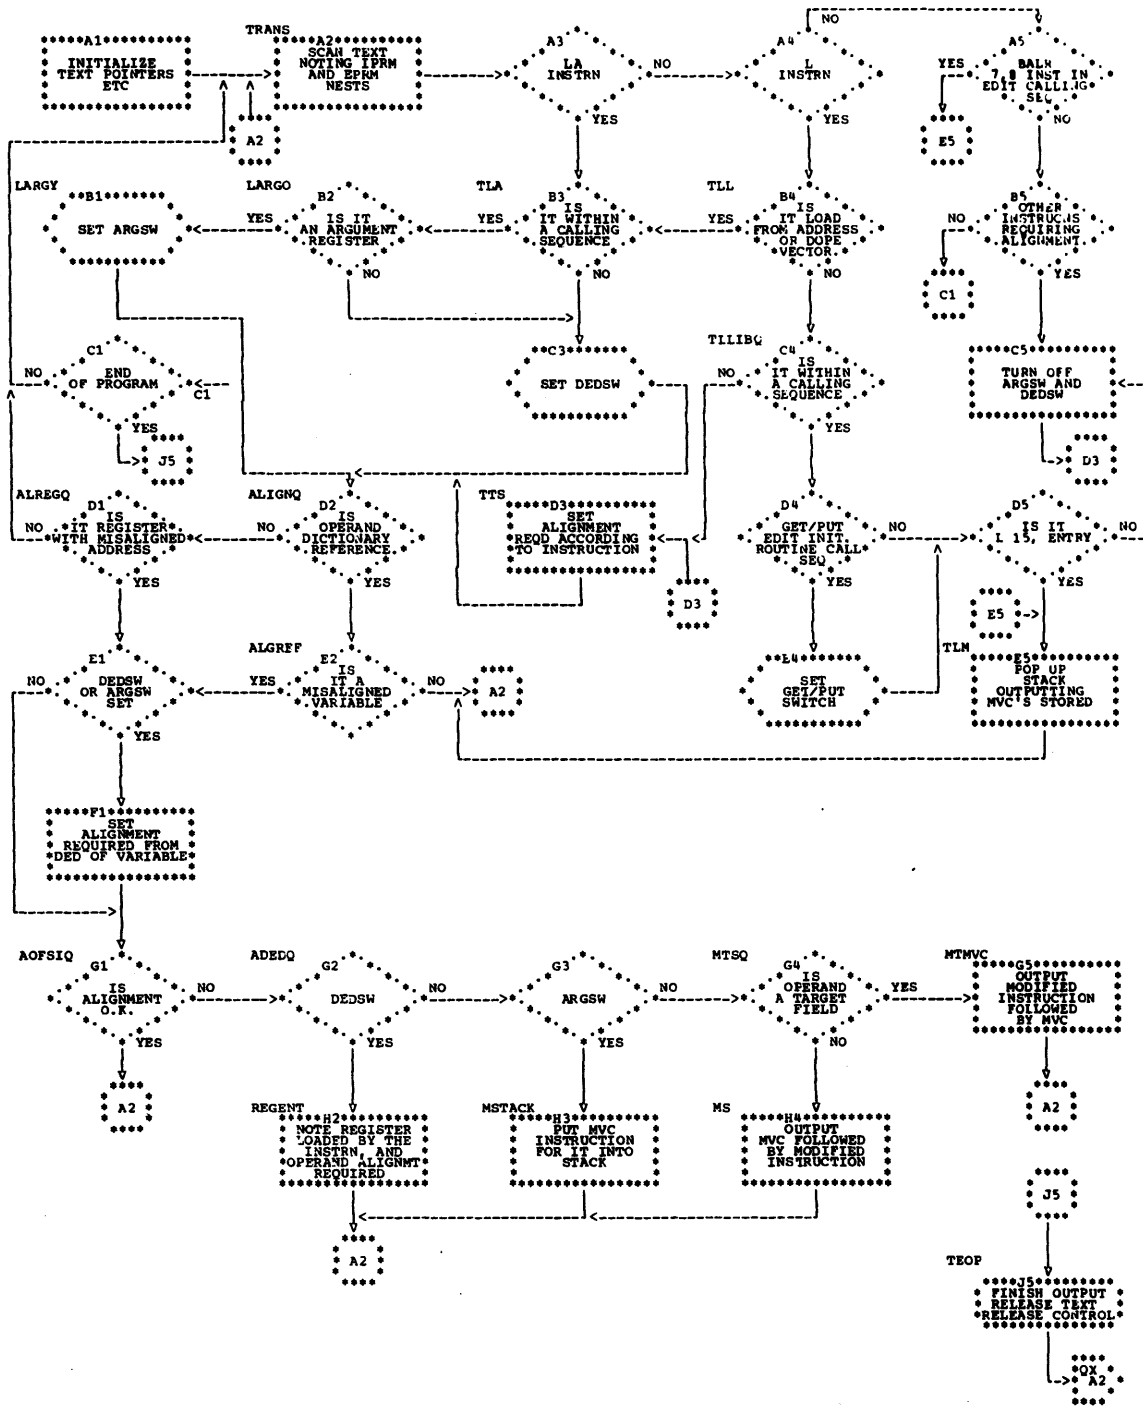 NO
TRANS
A1
INITIALIZE
TEXT POINTERS
ETC
A2
SCAN TEXT
NOTING IPRM
AND EPRM
NESTS
A3
LA
INSTRN
NO
YES
A4
L
INSTRN
YES
A5
BALR
7,8 INST IN
EDIT CALLING
SEQ
YES
NO
A2
E5
LARGY
B1
SET ARGSW
YES
LARGO
B2
IS IT
AN ARGUMENT
REGISTER
NO
YES
TLA
B3
IS
IT WITHIN
A CALLING
SEQUENCE
NO
YES
TLL
B4
IS
IT LOAD
FROM ADDRESS
OR DOPE
VECTOR.
NO
B5
OTHER
INSTRUCNS
REQUIRING
ALIGNMENT.
NO
YES
C1
C1
END
OF PROGRAM
NO
C1
YES
J5
C3
SET DEDSW
TLLIBQ
C4
IS
IT WITHIN
A CALLING
SEQUENCE
NO
YES
C5
TURN OFF
ARGSW AND
DEDSW
D3
ALREGQ
D1
IS
IT REGISTER
WITH MISALIGNED
ADDRESS
NO
YES
ALIGNQ
D2
IS
OPERAND
DICTIONARY
REFERENCE.
NO
YES
TTS
D3
SET
ALIGNMENT
REQD ACCORDING
TO INSTRUCTION
D3
D4
GET/PUT
EDIT INIT.
ROUTINE CALL
SEQ
NO
YES
D5
IS IT
L 15, ENTRY
NO
YES
E5
E1
DEDSW
OR ARGSW
SET
NO
YES
ALGREF
E2
IS
IT A
MISALIGNED
VARIABLE
YES
NO
A2
E4
SET
GET/PUT
SWITCH
TLM
E5
POP UP
STACK
OUTPUTTING
MVC'S STORED
F1
SET
ALIGNMENT
REQUIRED FROM
DED OF VARIABLE
AOFSIQ
G1
IS
ALIGNMENT
O.K.
NO
YES
A2
ADEDQ
G2
DEDSW
NO
YES
G3
ARGSW
NO
YES
MTSQ
G4
IS
OPERAND
A TARGET
FIELD
YES
NO
MTMVC
G5
OUTPUT
MODIFIED
INSTRUCTION
FOLLOWED
BY MVC
A2
REGENT
H2
NOTE REGISTER
LOADED BY THE
INSTRN, AND
OPERAND ALIGNMT
REQUIRED
MSTACK
H3
PUT MVC
INSTRUCTION
FOR IT INTO
STACK
MS
H4
OUTPUT
MVC FOLLOWED
BY MODIFIED
INSTRUCTION
A2
J5
TEOP
J5
FINISH OUTPUT
RELEASE TEXT
RELEASE CONTROL
QX
A2